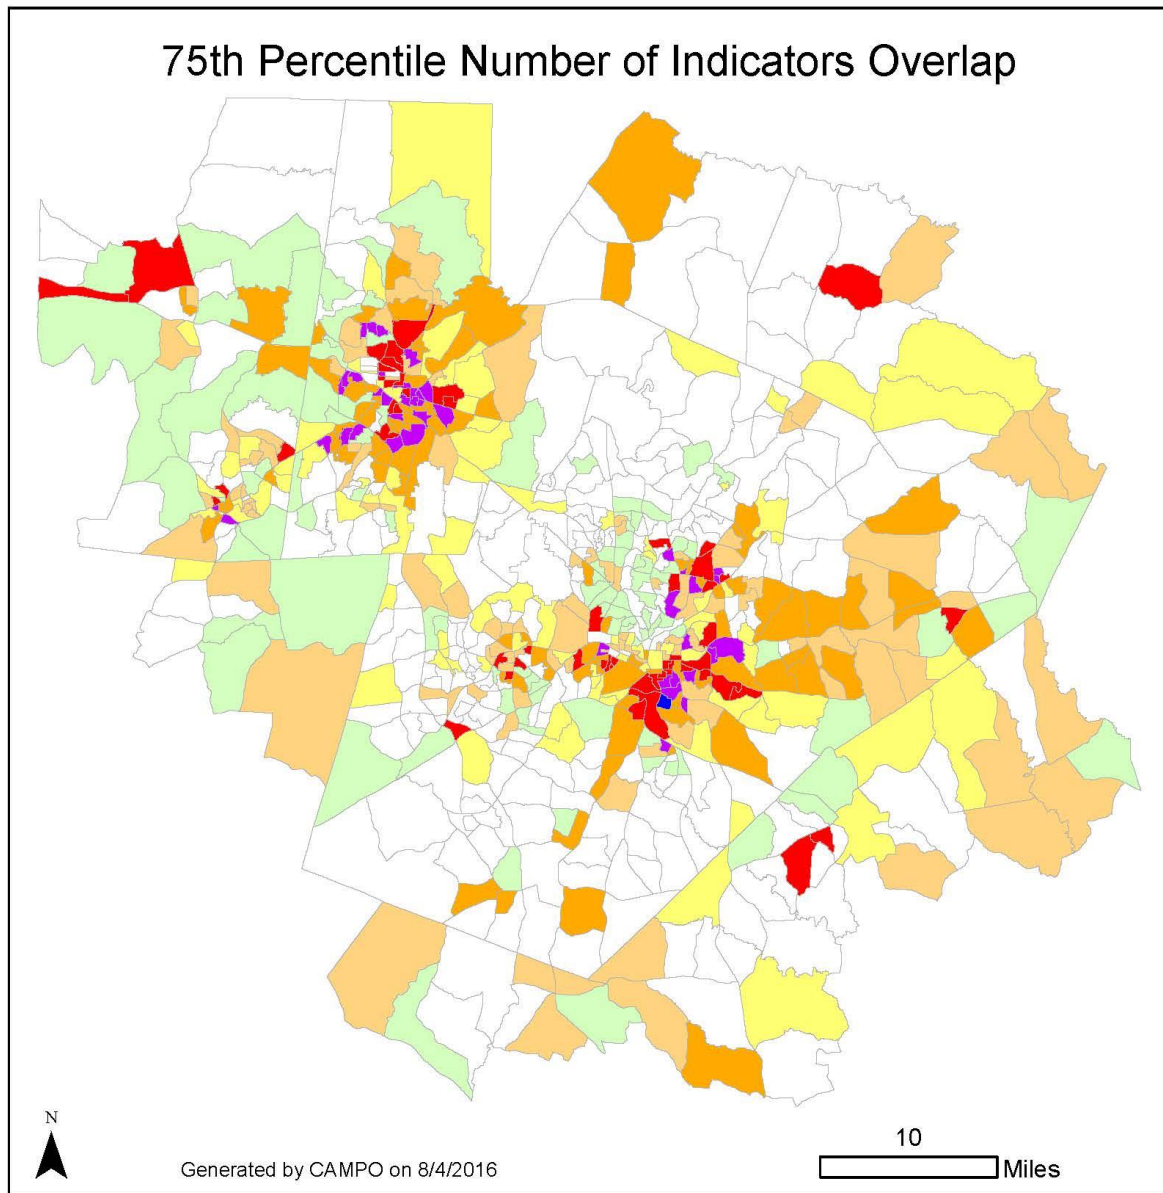 75th Percentile Number of Indicators Overlap
N
Generated by CAMPO on 8/4/2016
10
Miles